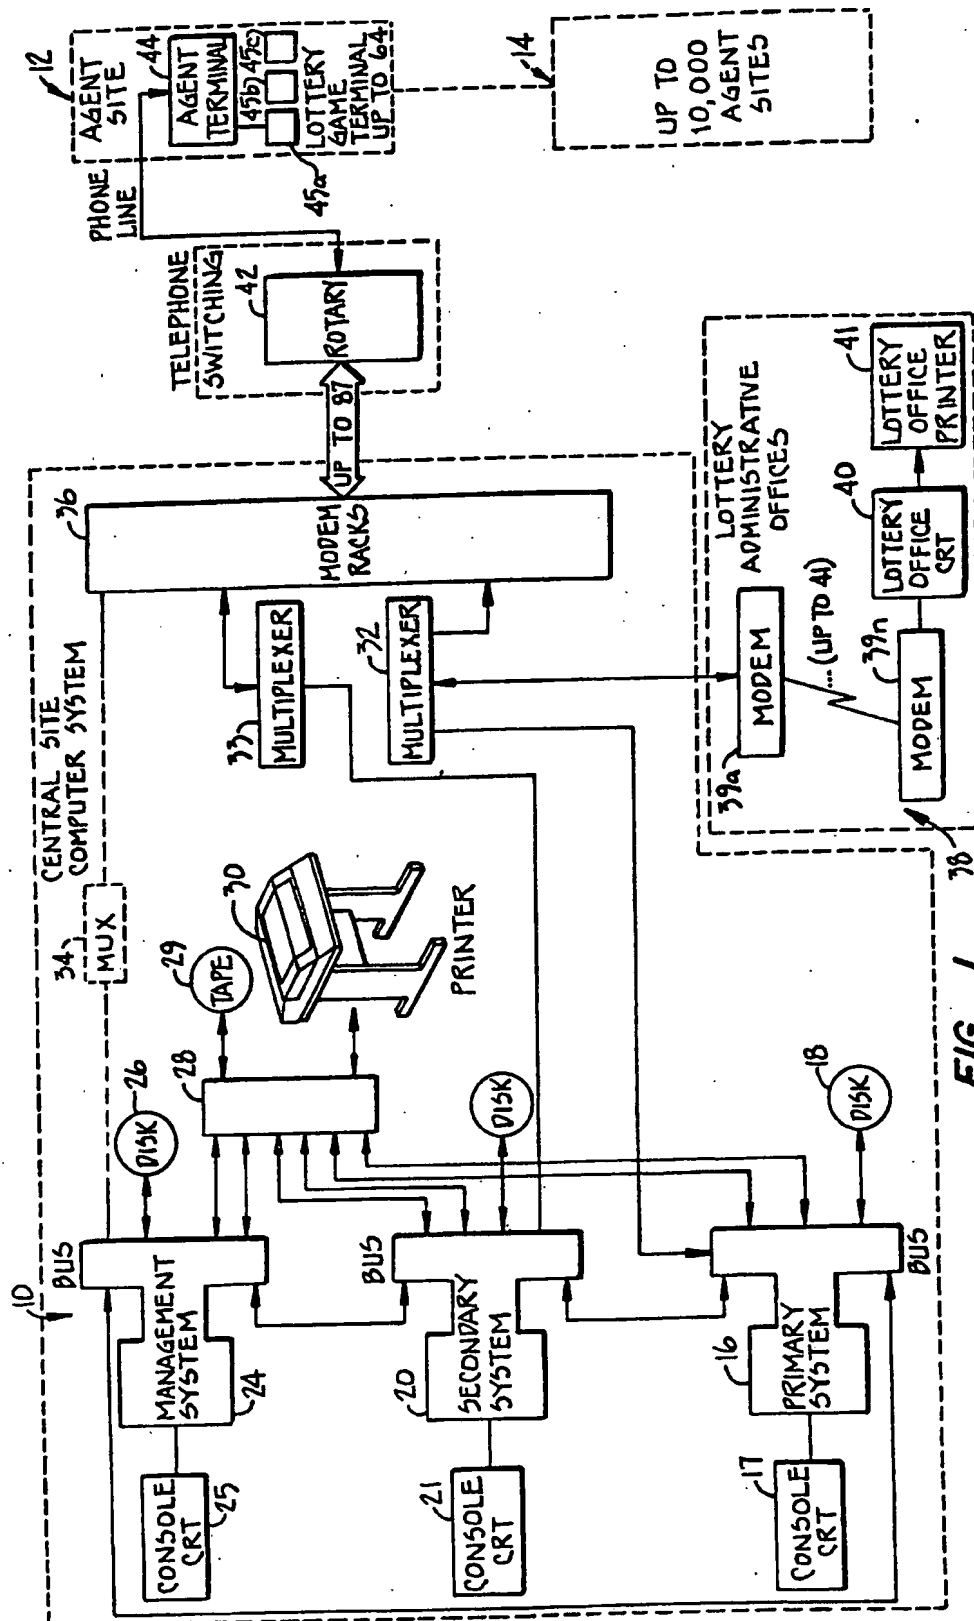 10
CENTRAL SITE
COMPUTER SYSTEM
34
MUX
BUS
MANAGEMENT
SYSTEM
24
CONSOLE
CRT
25
DISK
26
28
TAPE
29
30
PRINTER
BUS
SECONDARY
SYSTEM
20
CONSOLE
CRT
21
DISK
BUS
PRIMARY
SYSTEM
16
CONSOLE
CRT
17
DISK
18
33
MULTIPLEXER
MULTIPLEXER
32
36
MODEM
RACKS
UP TO 87
TELEPHONE
SWITCHING
42
ROTARY
PHONE
LINE
12
AGENT
SITE
44
AGENT
TERMINAL
45b
45c
LOTTERY
GAME
TERMINAL
UP TO 64
45a
14
UP TO
10,000
AGENT
SITES
LOTTERY
ADMINISTRATIVE
OFFICES
MODEM
39a
...(UP TO 41)
MODEM
39n
38
40
LOTTERY
OFFICE
CRT
41
LOTTERY
OFFICE
PRINTER
FIG. 1